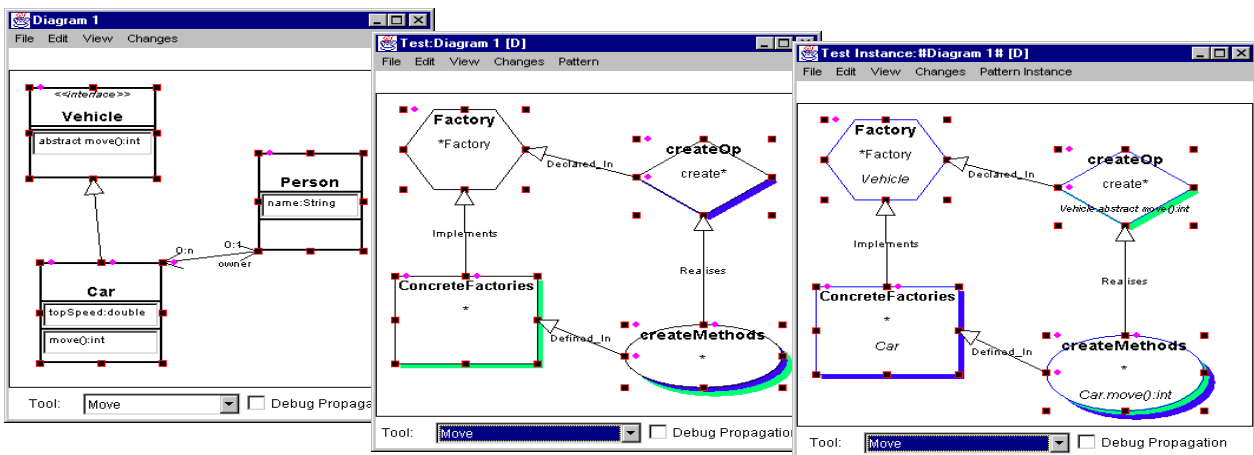 Diagram 1
File Edit View Changes
<<interface>>
Vehicle
abstract move():int
Person
name:String
0:n
0:1
owner
Car
topSpeed:double
move():int
Tool: Move Debug Propaga
Test:Diagram 1 [D]
File Edit View Changes Pattern
Factory
*Factory
Declared_In
createOp
create*
Implements
Realises
ConcreteFactories
*
Defined_In
createMethods
*
Tool: Move Debug Propagation
Test Instance:#Diagram 1# [D]
File Edit View Changes Pattern Instance
Factory
*Factory
Vehicle
Declared_In
createOp
create*
Vehicle.abstract move():int
Implements
Realises
ConcreteFactories
*
Car
Defined_In
createMethods
*
Car.move():int
Tool: Move Debug Propagation